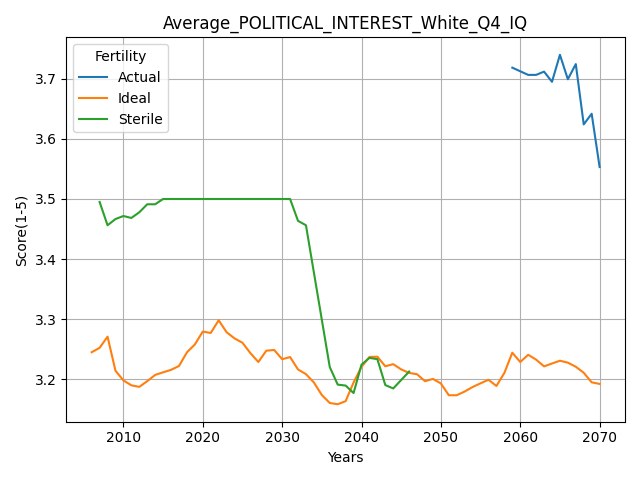 Average_POLITICAL_INTEREST_White_Q4_IQ
Fertility
Actual
Ideal
Sterile
Score(1-5)
3.7
3.6
3.5
3.4
3.3
3.2
2010 2020 2030 2040 2050 2060 2070
Years